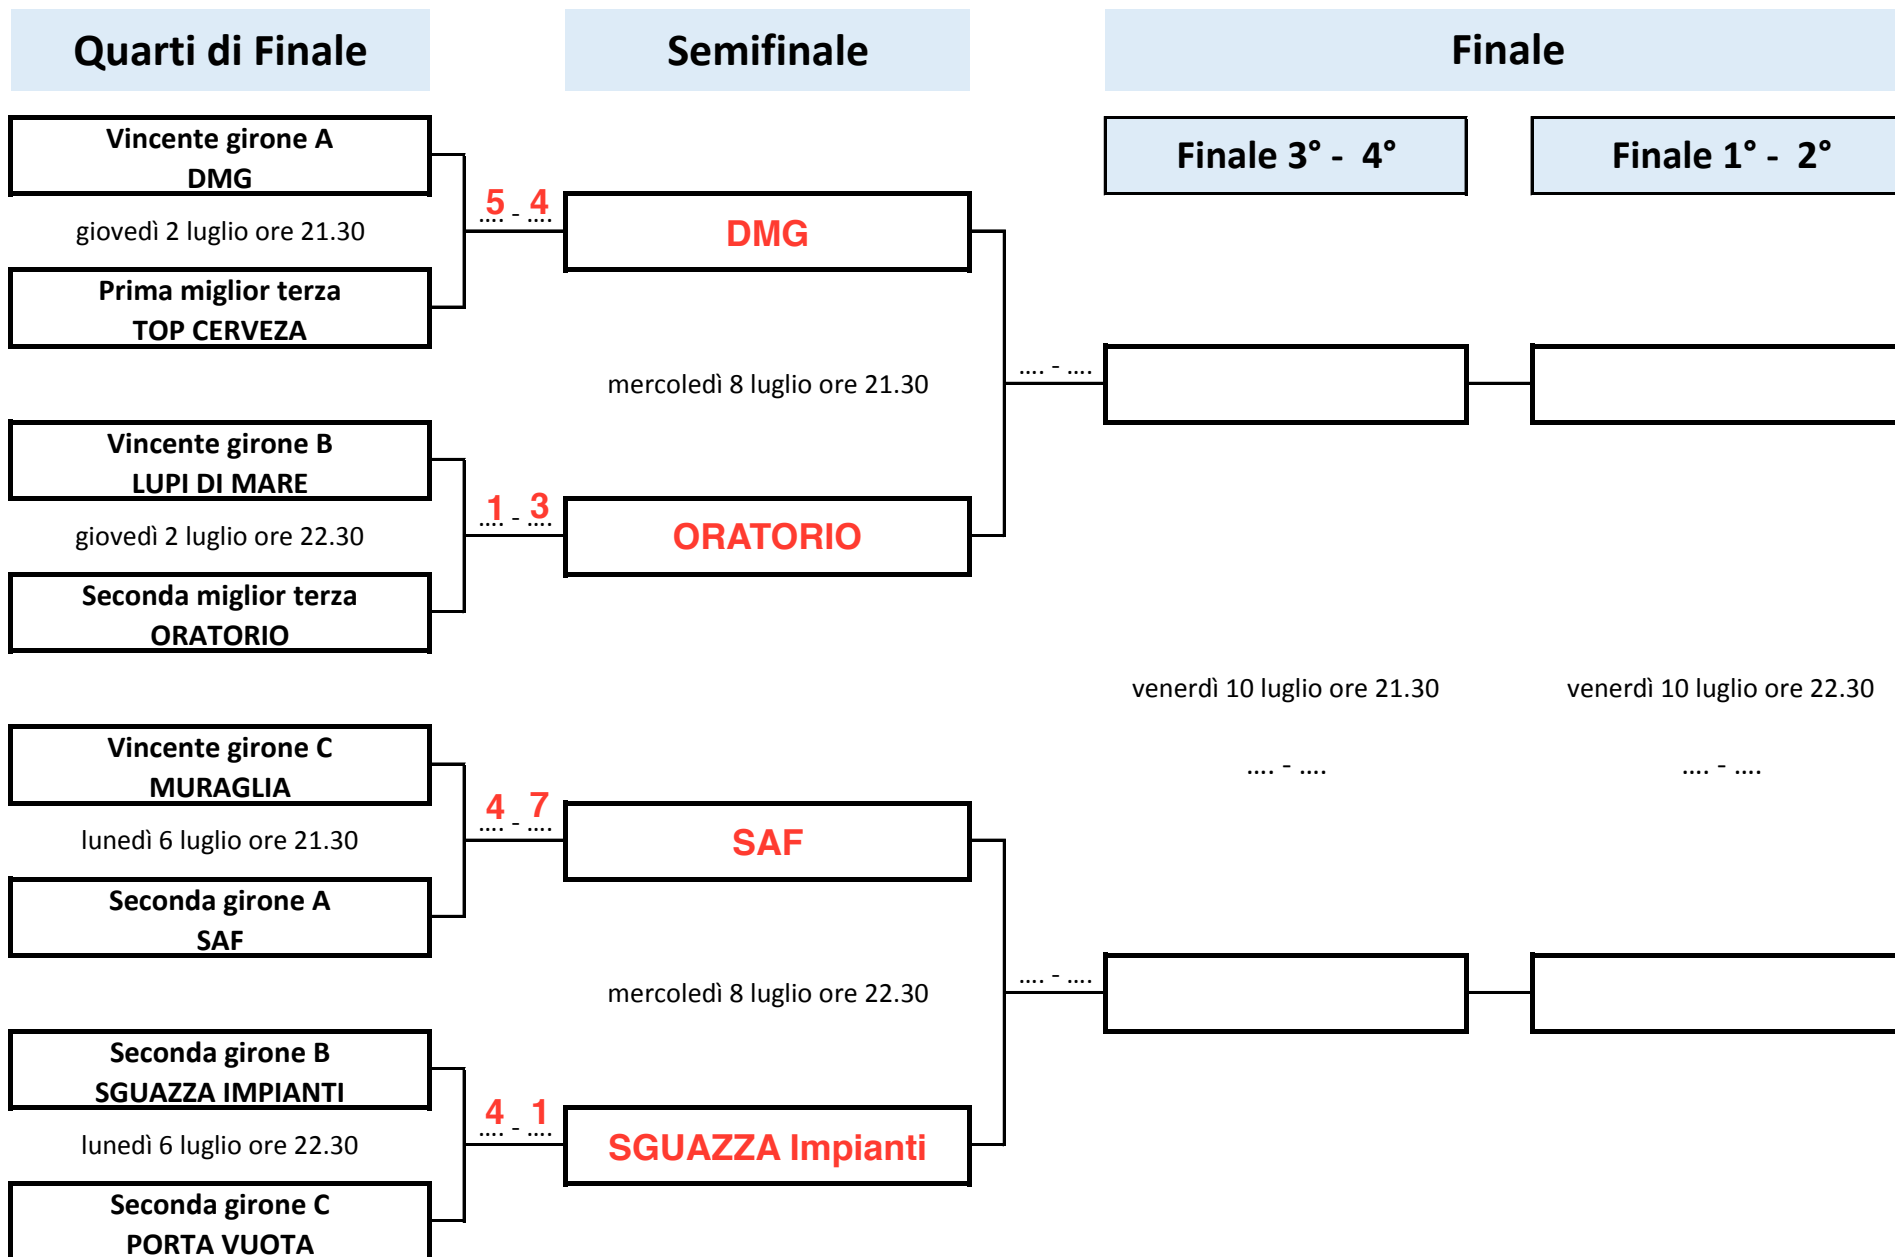 Quarti di Finale
Semifinale
Finale
Vincente girone A
DMG
giovedì 2 luglio ore 21.30
Prima miglior terza
TOP CERVEZA
5 - 4
.... - ....
DMG
Finale 3° - 4°
Finale 1° - 2°
mercoledì 8 luglio ore 21.30
.... - ....
Vincente girone B
LUPI DI MARE
giovedì 2 luglio ore 22.30
Seconda miglior terza
ORATORIO
1 - 3
.... - ....
ORATORIO
venerdì 10 luglio ore 21.30
venerdì 10 luglio ore 22.30
.... - ....
.... - ....
Vincente girone C
MURAGLIA
lunedì 6 luglio ore 21.30
Seconda girone A
SAF
4 - 7
.... - ....
SAF
mercoledì 8 luglio ore 22.30
.... - ....
Seconda girone B
SGUAZZA IMPIANTI
lunedì 6 luglio ore 22.30
Seconda girone C
PORTA VUOTA
4 - 1
.... - ....
SGUAZZA Impianti